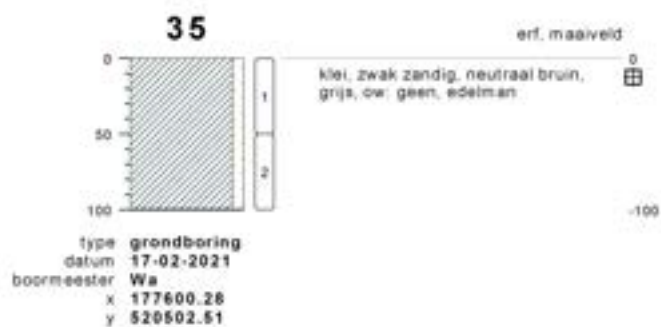 35
erf, maaiveld
0
0
klei, zwak zandig, neutraal bruin,
grijs, ow: geen, edelman
1
50
2
100
-100
type grondboring
datum 17-02-2021
boormeester Wa
x 177600.28
y 520502.51